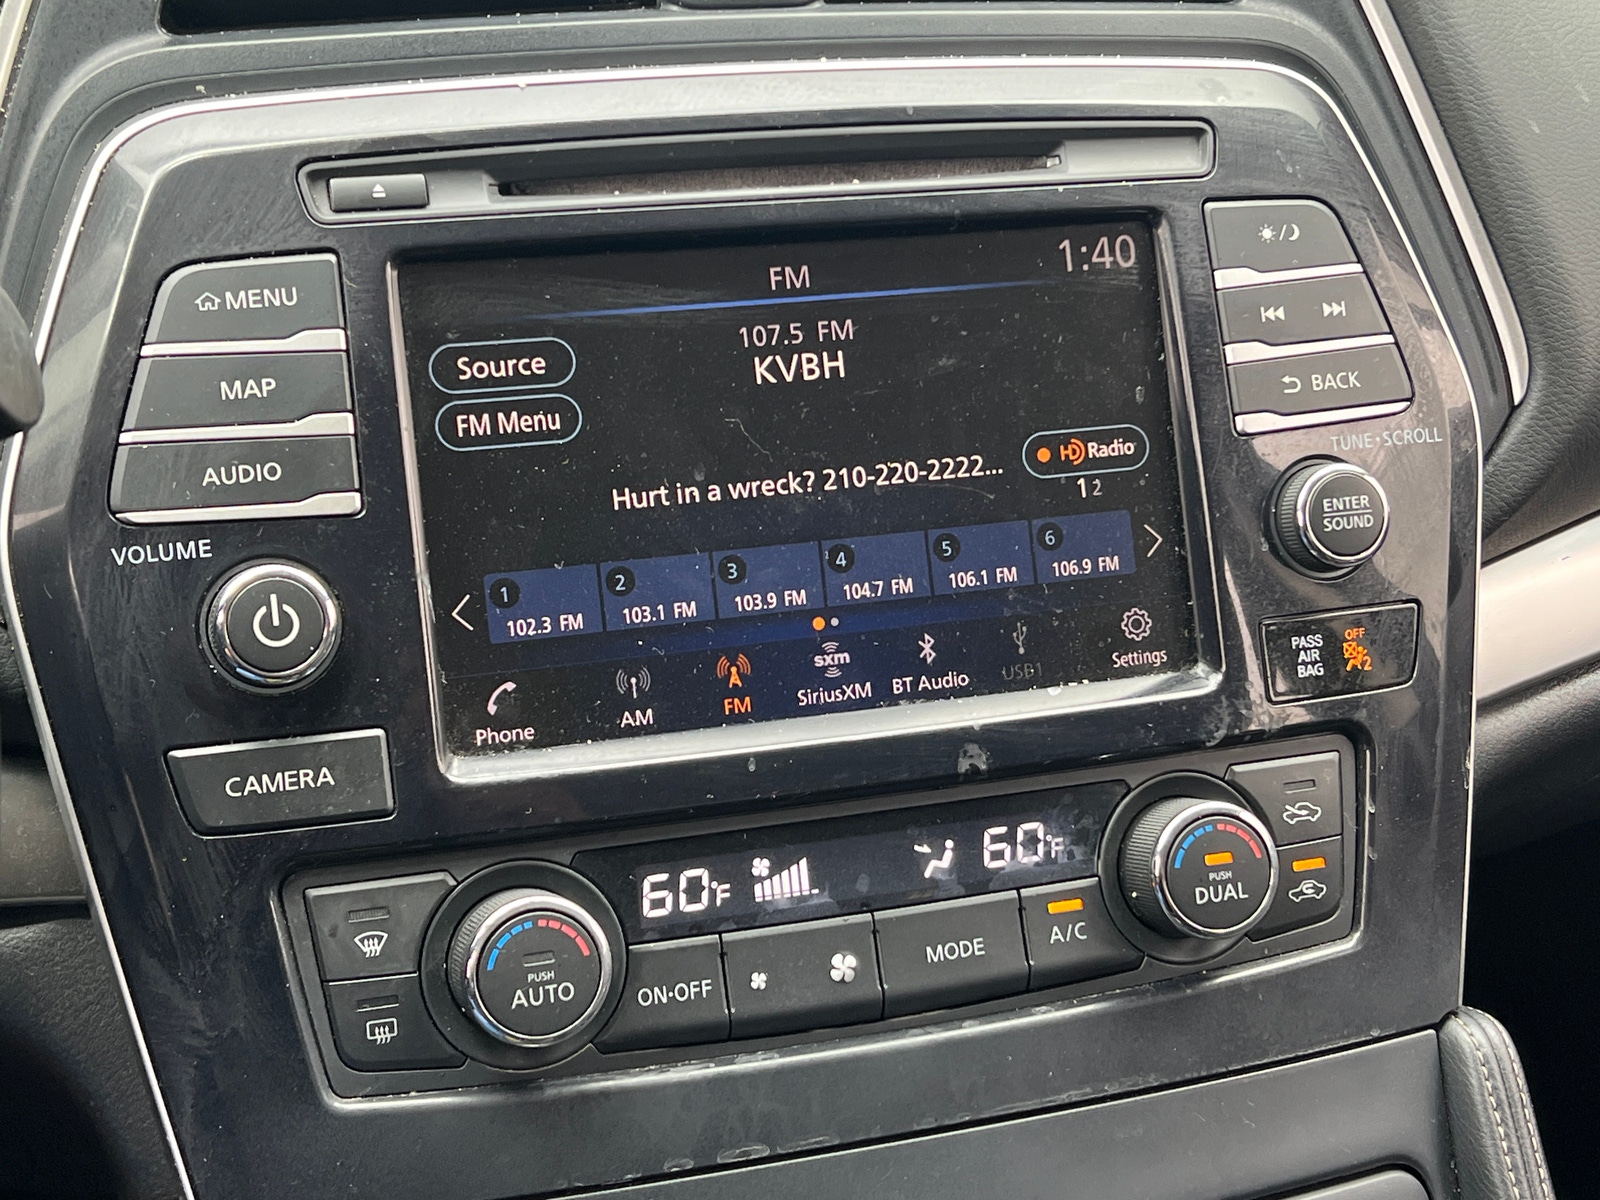 FM
1:40
107.5 FM
KVBH
Source
FM Menu
HD Radio
Hurt in a wreck? 210-220-2222...
1 2
1 2 3 4 5 6
102.3 FM 103.1 FM 103.9 FM 104.7 FM 106.1 FM 106.9 FM
Phone AM FM SiriusXM BT Audio USB1 Settings
sxm
MENU
MAP
AUDIO
VOLUME
CAMERA
BACK
TUNE•SCROLL
ENTER
SOUND
PASS
AIR
BAG
OFF
2
60°F
60°F
PUSH
AUTO
ON•OFF
MODE
A/C
PUSH
DUAL